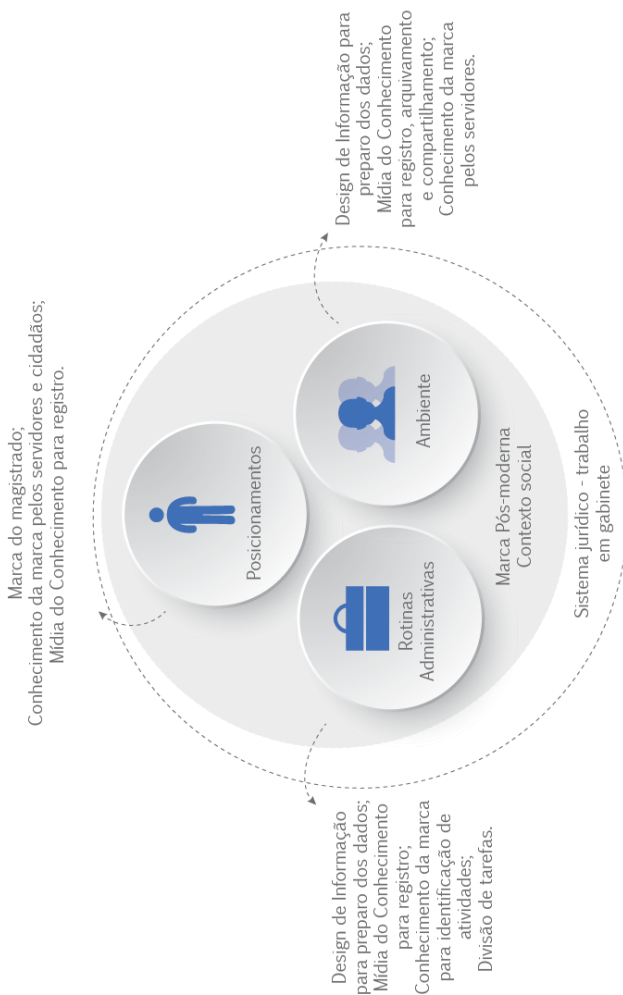 Marca do magistrado;
Conhecimento da marca pelos servidores e cidadãos;
Mídia do Conhecimento para registro.
Posicionamentos
Rotinas
Administrativas
Ambiente
Marca Pós-moderna
Contexto social
Sistema jurídico - trabalho
em gabinete
Design de Informação
para preparo dos dados;
Mídia do Conhecimento
para registro;
Conhecimento da marca
para identificação de
atividades;
Divisão de tarefas.
Design de Informação para
preparo dos dados;
Mídia do Conhecimento
para registro, arquivamento
e compartilhamento;
Conhecimento da marca
pelos servidores.